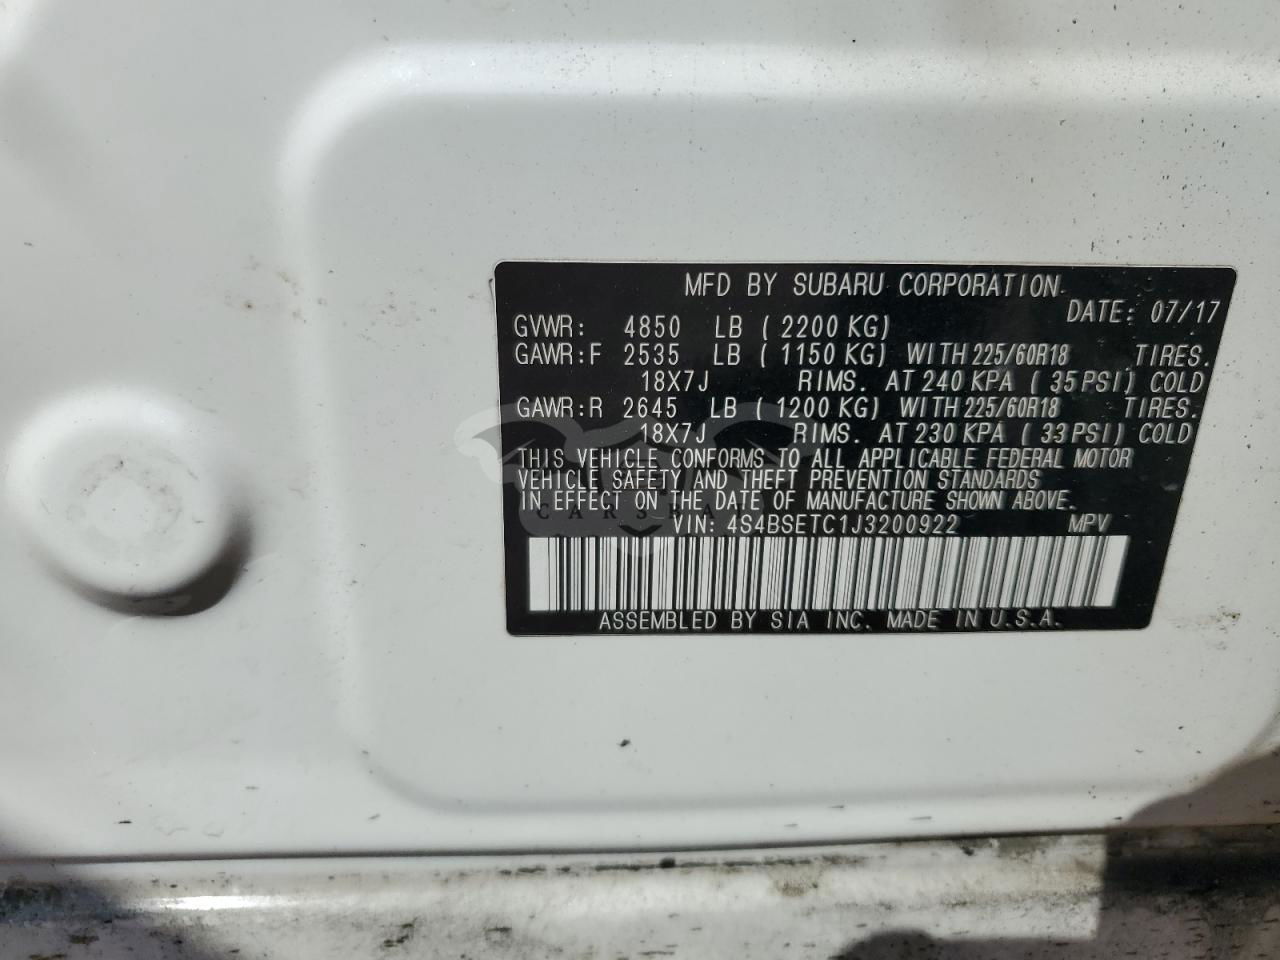 MFD BY SUBARU CORPORATION
DATE: 07/17
GVWR: 4850 LB ( 2200 KG)
GAWR:F 2535 LB ( 1150 KG) WITH 225/60R18 TIRES.
18X7J RIMS. AT 240 KPA ( 35 PSI) COLD
GAWR:R 2645 LB ( 1200 KG) WITH 225/60R18 TIRES.
18X7J RIMS. AT 230 KPA ( 33 PSI) COLD
THIS VEHICLE CONFORMS TO ALL APPLICABLE FEDERAL MOTOR
VEHICLE SAFETY AND THEFT PREVENTION STANDARDS
IN EFFECT ON THE DATE OF MANUFACTURE SHOWN ABOVE.
VIN: 4S4BSETC1J3200922 MPV
ASSEMBLED BY SIA INC. MADE IN U.S.A.